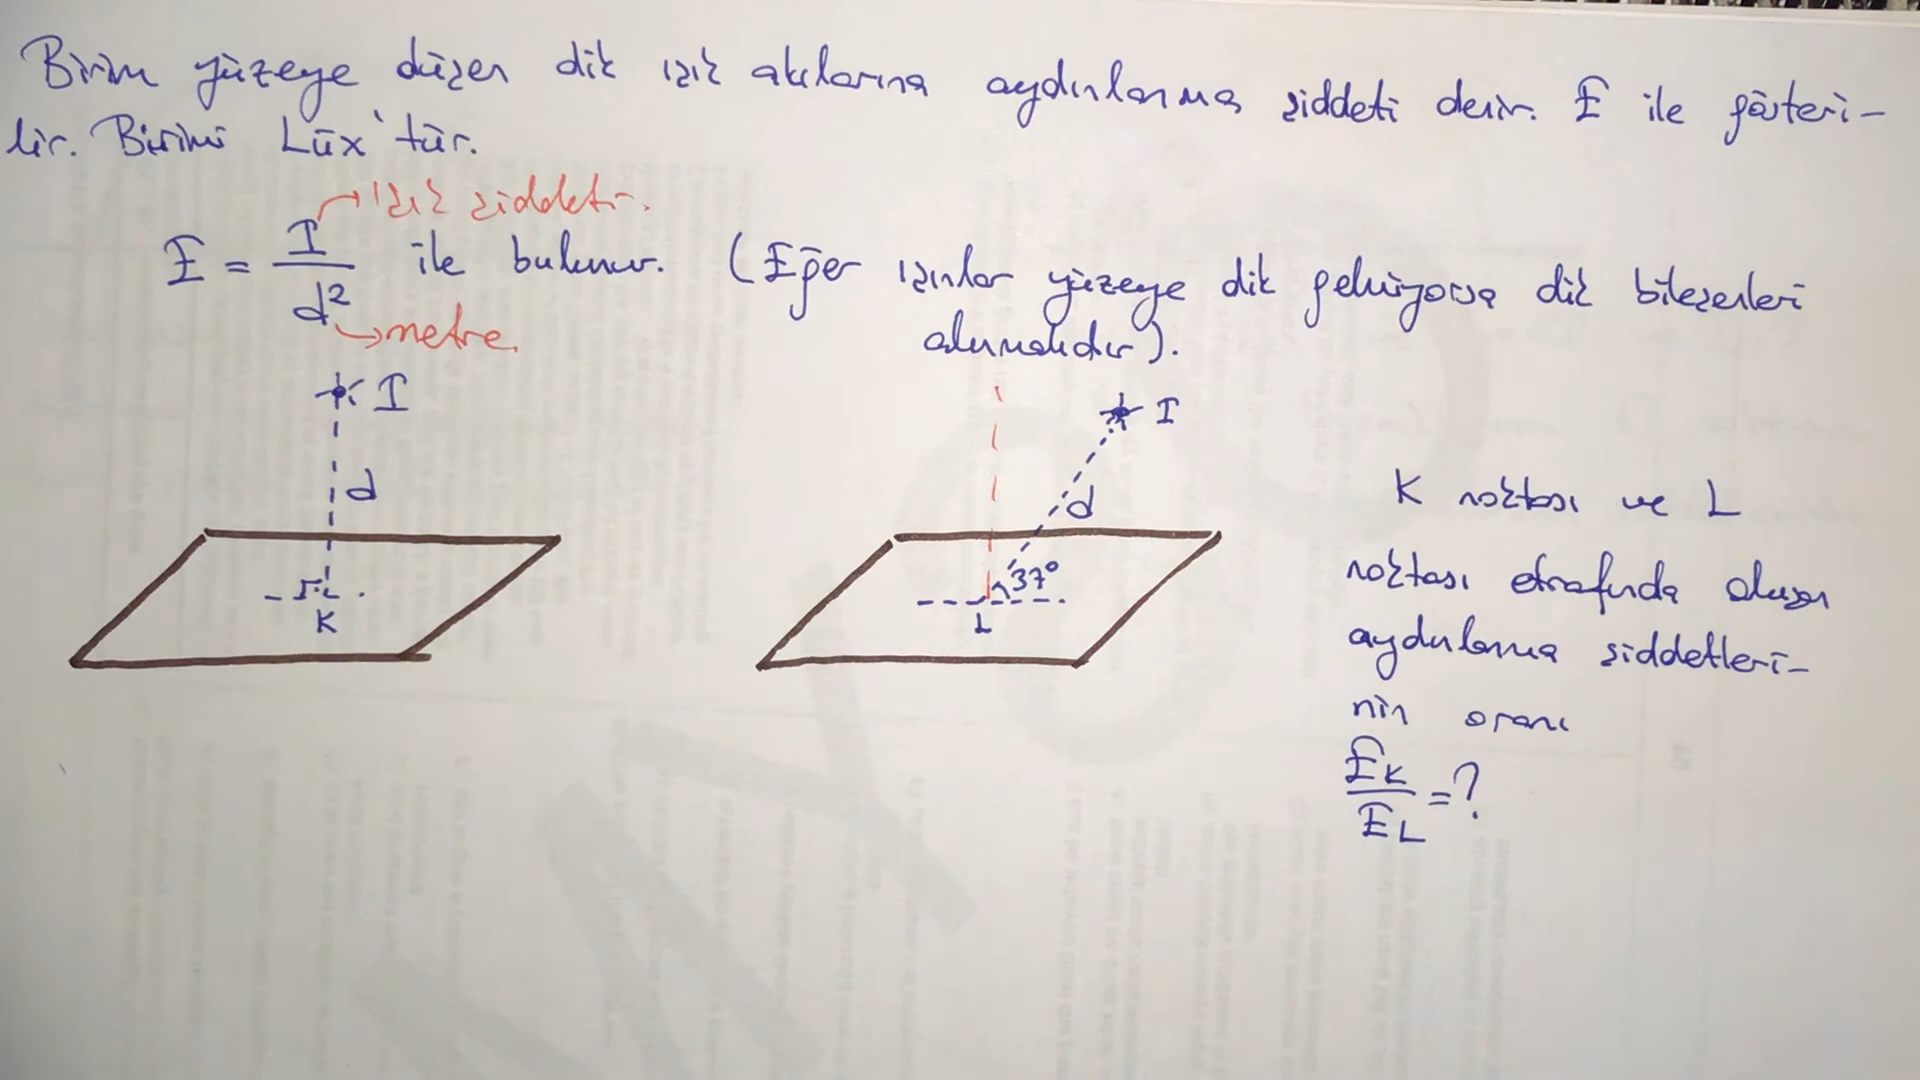 Birim yüzeye düşen dik ışık akılarına aydınlanma şiddeti denir. E ile gösteri-
lir. Birimi Lüx'tür.
→ ışık şiddeti.
E = I / d² ile bulunur. (Eğer ışınlar yüzeye dik gelmiyorsa dik bileşenleri
→ metre.
alınmalıdır).
I
I
d
d
37°
K
L
K noktası ve L
noktası etrafında oluşan
aydınlanma şiddetleri-
nin oranı
EK / EL = ?